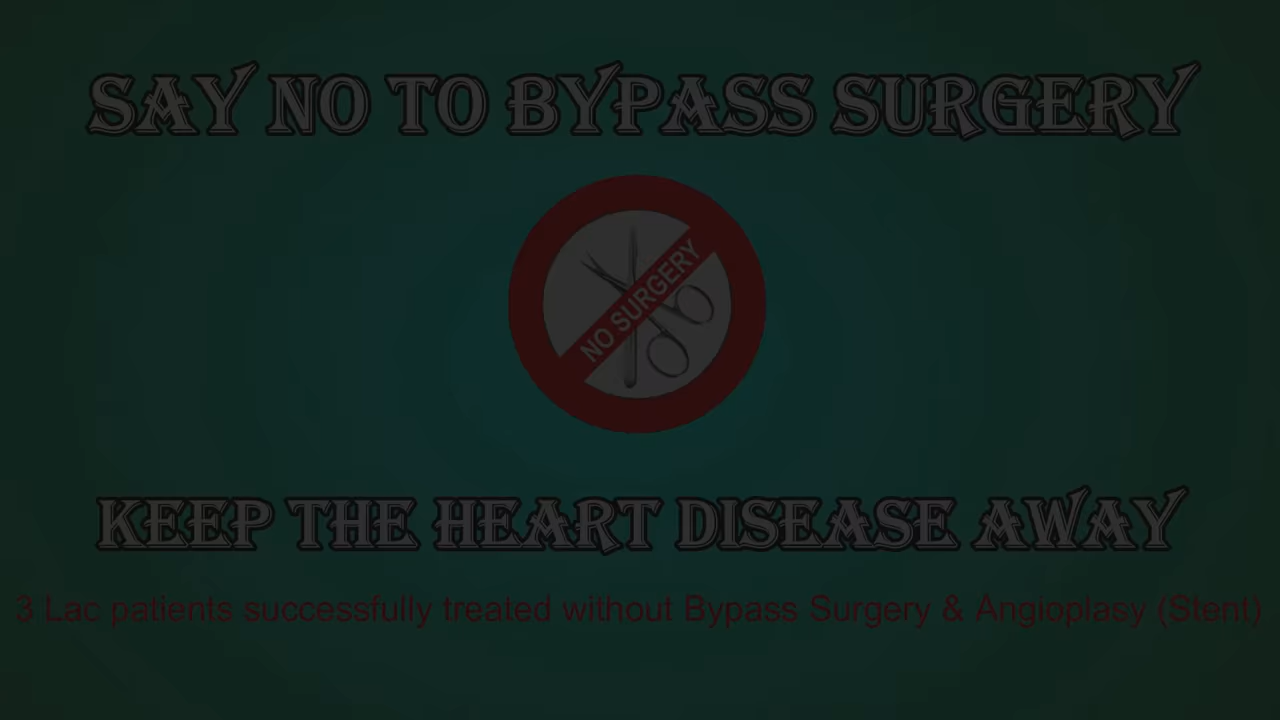 SAY NO TO BYPASS SURGERY
NO SURGERY
KEEP THE HEART DISEASE AWAY
3 Lac patients successfully treated without Bypass Surgery & Angioplasy (Stent)